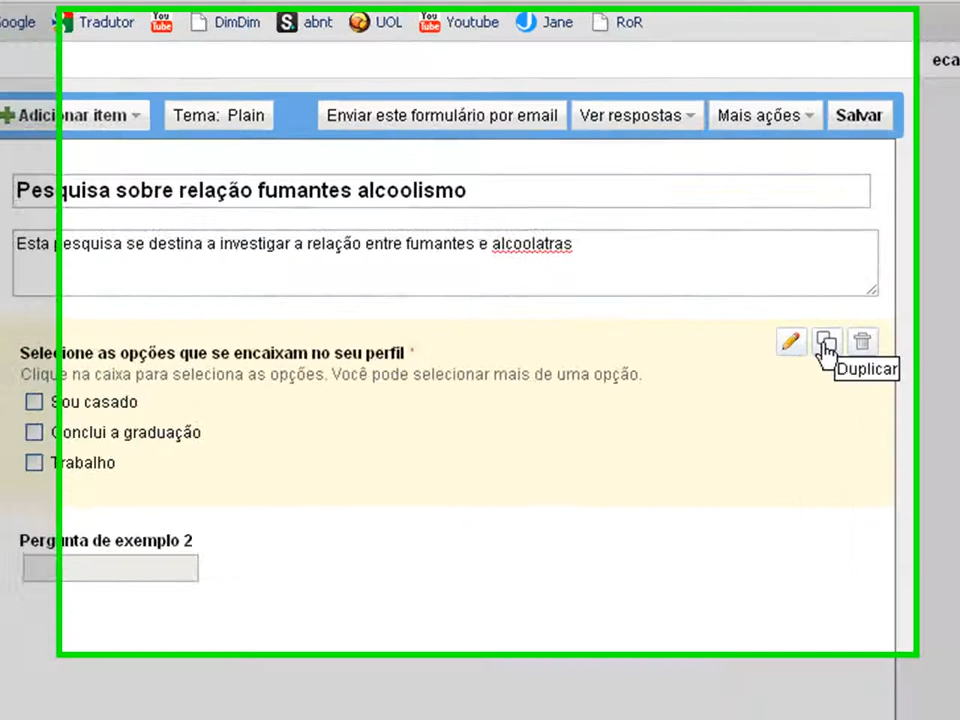 oogle Tradutor DimDim abnt UOL Youtube Jane RoR
eca
Adicionar item Tema: Plain Enviar este formulário por email Ver respostas Mais ações Salvar
Pesquisa sobre relação fumantes alcoolismo
Esta pesquisa se destina a investigar a relação entre fumantes e alcoolatras
Selecione as opções que se encaixam no seu perfil *
Duplicar
Clique na caixa para seleciona as opções. Você pode selecionar mais de uma opção.
Sou casado
Conclui a graduação
Trabalho
Pergunta de exemplo 2